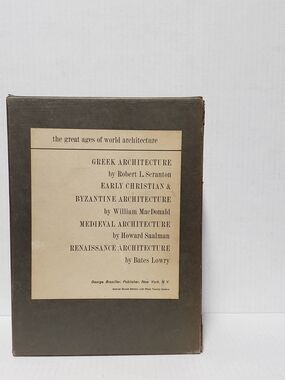 the great ages of world architecture
GREEK ARCHITECTURE
by Robert L. Scranton
EARLY CHRISTIAN &
BYZANTINE ARCHITECTURE
by William MacDonald
MEDIEVAL ARCHITECTURE
by Howard Saalman
RENAISSANCE ARCHITECTURE
by Bates Lowry
George Braziller, Publisher, New York, N.Y.